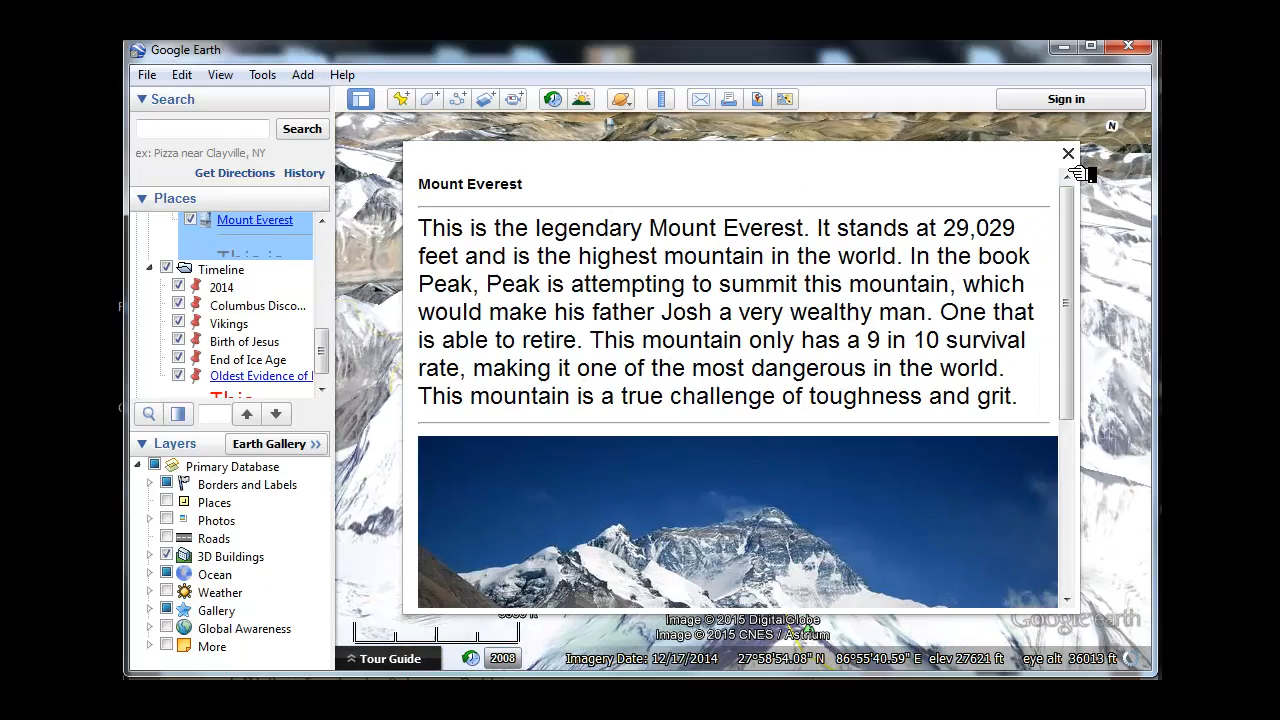 Google Earth
File Edit View Tools Add Help
Search
Search
ex: Pizza near Clayville, NY
Get Directions History
Places
Mount Everest
Timeline
2014
Columbus Disco...
Vikings
Birth of Jesus
End of Ice Age
Oldest Evidence of
Layers
Earth Gallery
Primary Database
Borders and Labels
Places
Photos
Roads
3D Buildings
Ocean
Weather
Gallery
Global Awareness
More
Sign in
N
Mount Everest
This is the legendary Mount Everest. It stands at 29,029
feet and is the highest mountain in the world. In the book
Peak, Peak is attempting to summit this mountain, which
would make his father Josh a very wealthy man. One that
is able to retire. This mountain only has a 9 in 10 survival
rate, making it one of the most dangerous in the world.
This mountain is a true challenge of toughness and grit.
Image © 2015 DigitalGlobe
Image © 2015 CNES / Astrium
Google earth
Tour Guide
2008
Imagery Date: 12/17/2014 27°58'54.08" N 86°55'40.59" E elev 27621 ft eye alt 36013 ft